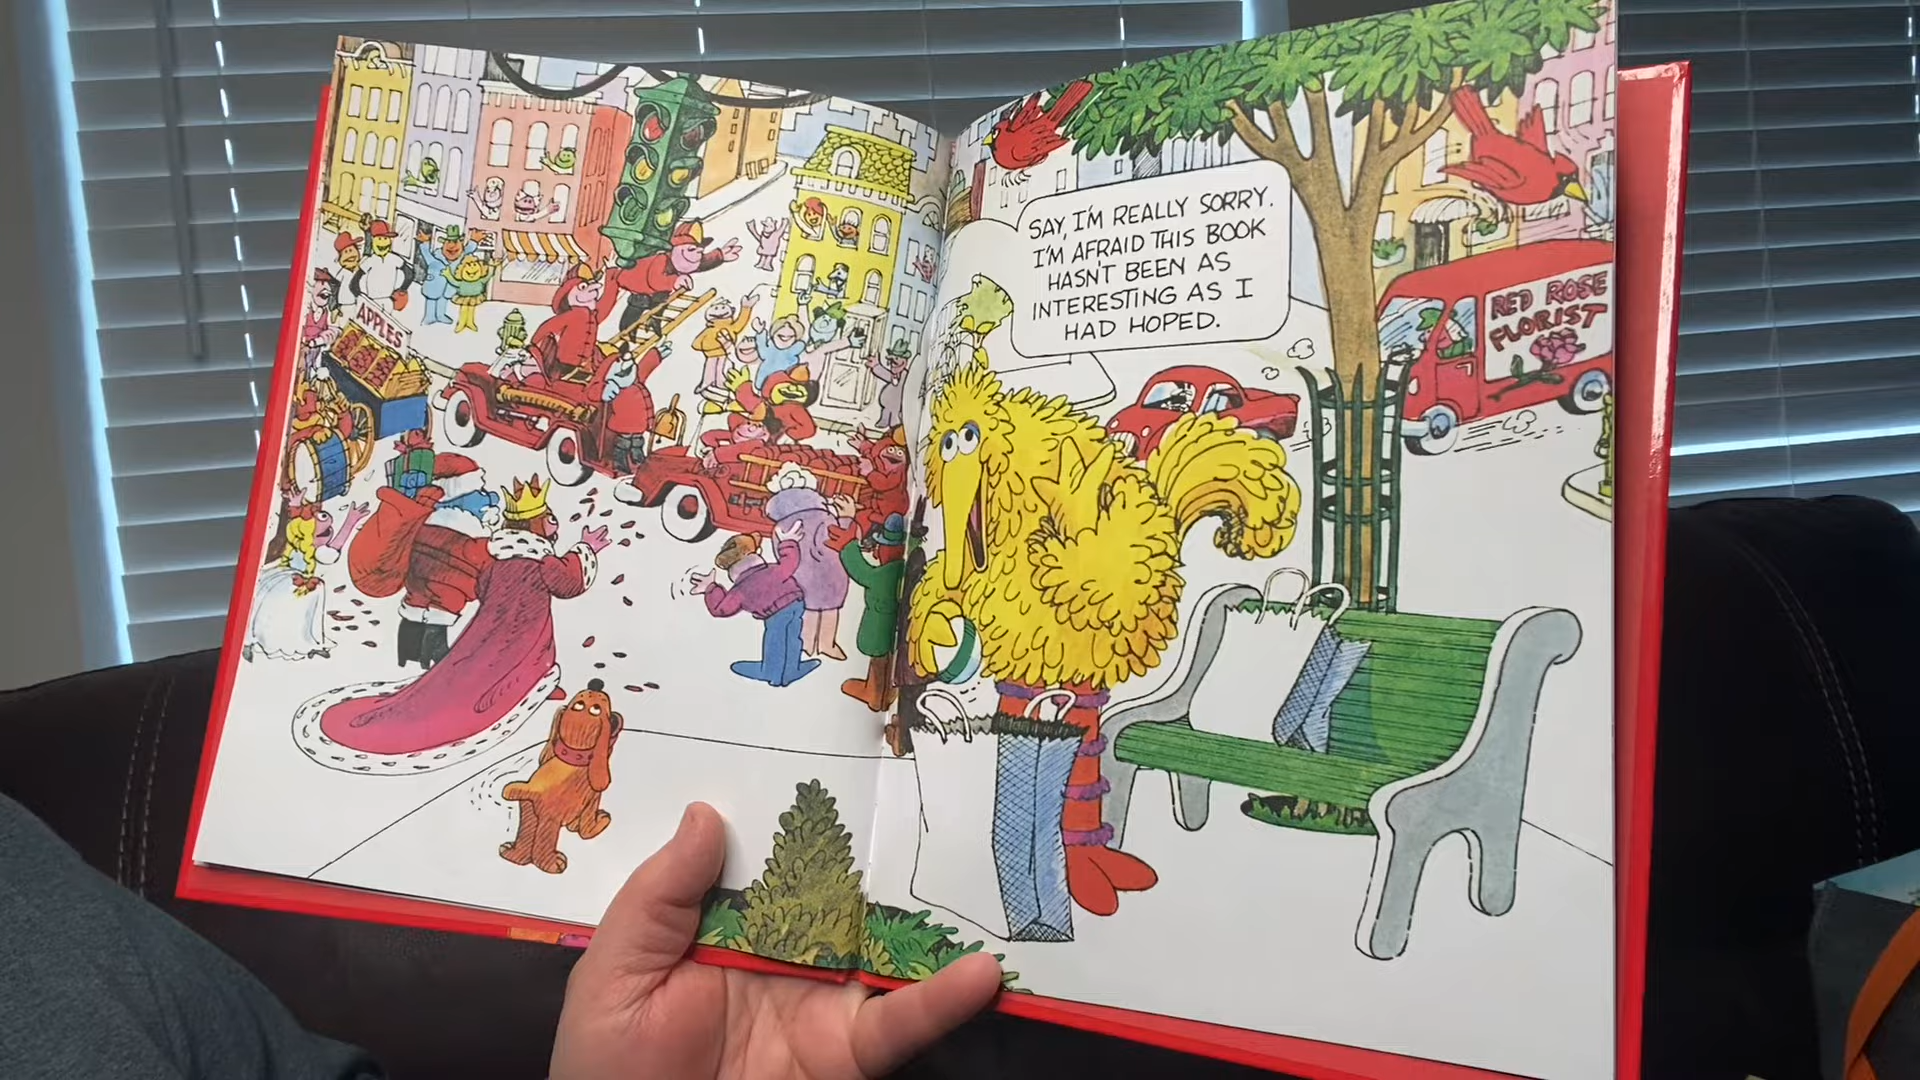 APPLES
SAY, I'M REALLY SORRY.
I'M AFRAID THIS BOOK
HASN'T BEEN AS
INTERESTING AS I
HAD HOPED.
RED ROSE
FLORIST